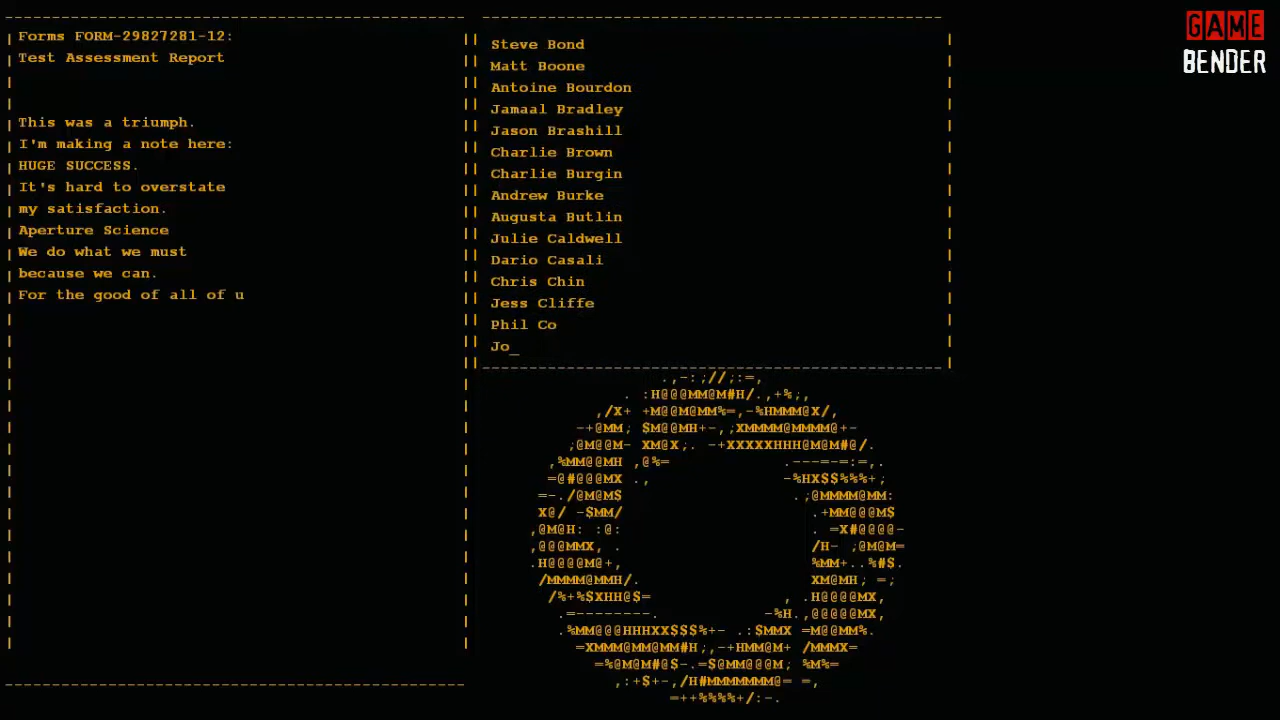 Forms FORM-29827281-12:
Test Assessment Report
This was a triumph.
I'm making a note here:
HUGE SUCCESS.
It's hard to overstate
my satisfaction.
Aperture Science
We do what we must
because we can.
For the good of all of u
Steve Bond
Matt Boone
Antoine Bourdon
Jamaal Bradley
Jason Brashill
Charlie Brown
Charlie Burgin
Andrew Burke
Augusta Butlin
Julie Caldwell
Dario Casali
Chris Chin
Jess Cliffe
Phil Co
Jo_
GAME
BENDER